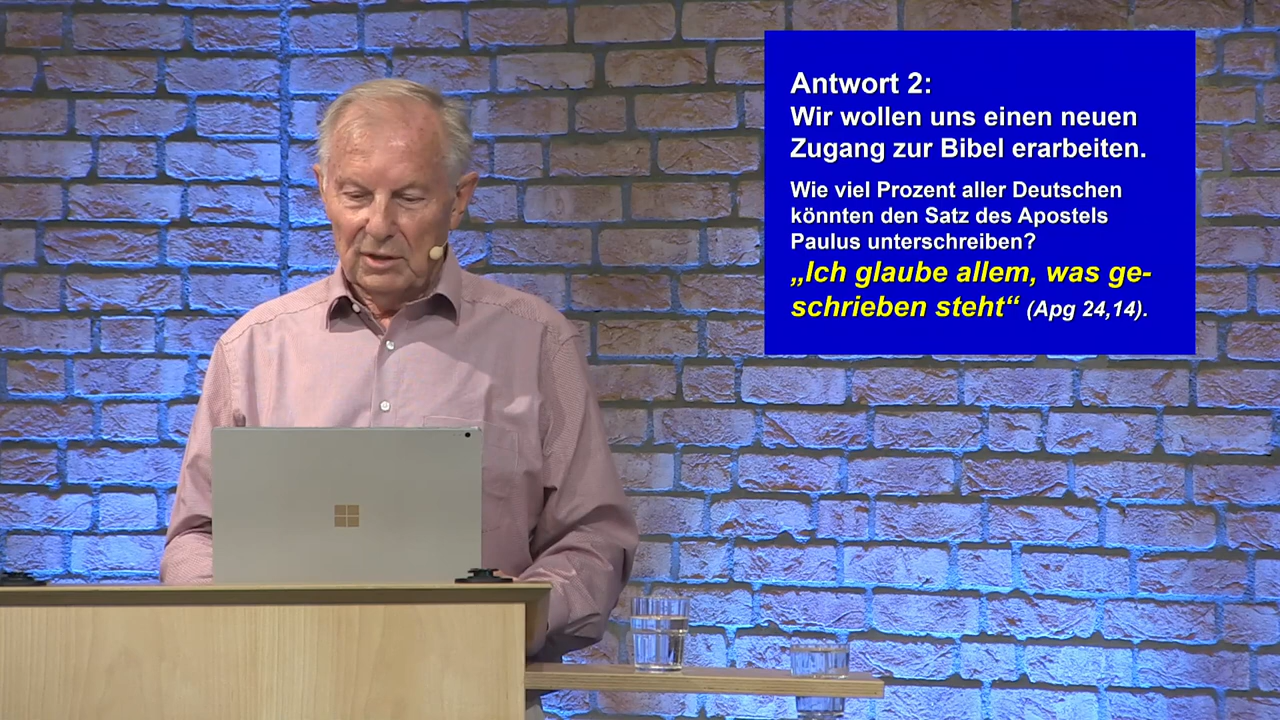 Antwort 2:
Wir wollen uns einen neuen
Zugang zur Bibel erarbeiten.
Wie viel Prozent aller Deutschen
könnten den Satz des Apostels
Paulus unterschreiben?
„Ich glaube allem, was ge-
schrieben steht“ (Apg 24,14).